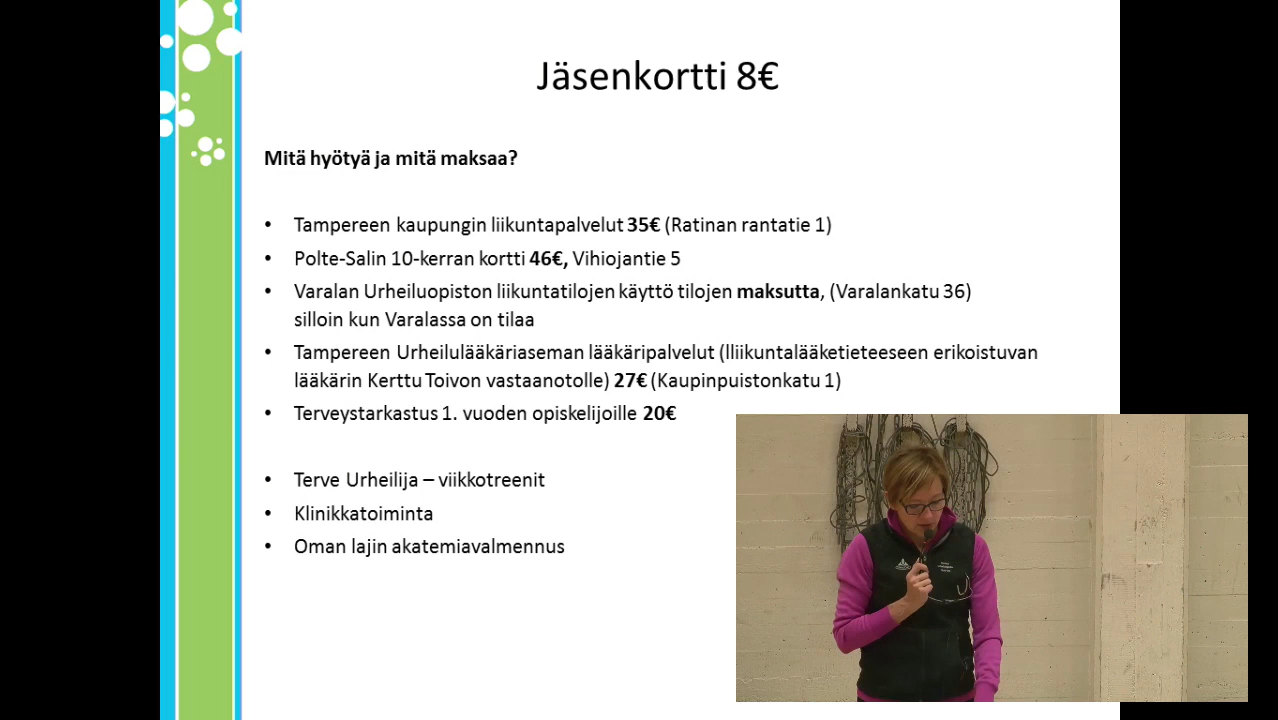 Jäsenkortti 8€
Mitä hyötyä ja mitä maksaa?
• Tampereen kaupungin liikuntapalvelut 35€ (Ratinan rantatie 1)
• Polte-Salin 10-kerran kortti 46€, Vihiojantie 5
• Varalan Urheiluopiston liikuntatilojen käyttö tilojen maksutta, (Varalankatu 36)
silloin kun Varalassa on tilaa
• Tampereen Urheilulääkäriaseman lääkäripalvelut (lliikuntalääketieteeseen erikoistuvan
lääkärin Kerttu Toivon vastaanotolle) 27€ (Kaupinpuistonkatu 1)
• Terveystarkastus 1. vuoden opiskelijoille 20€
• Terve Urheilija – viikkotreenit
• Klinikkatoiminta
• Oman lajin akatemiavalmennus